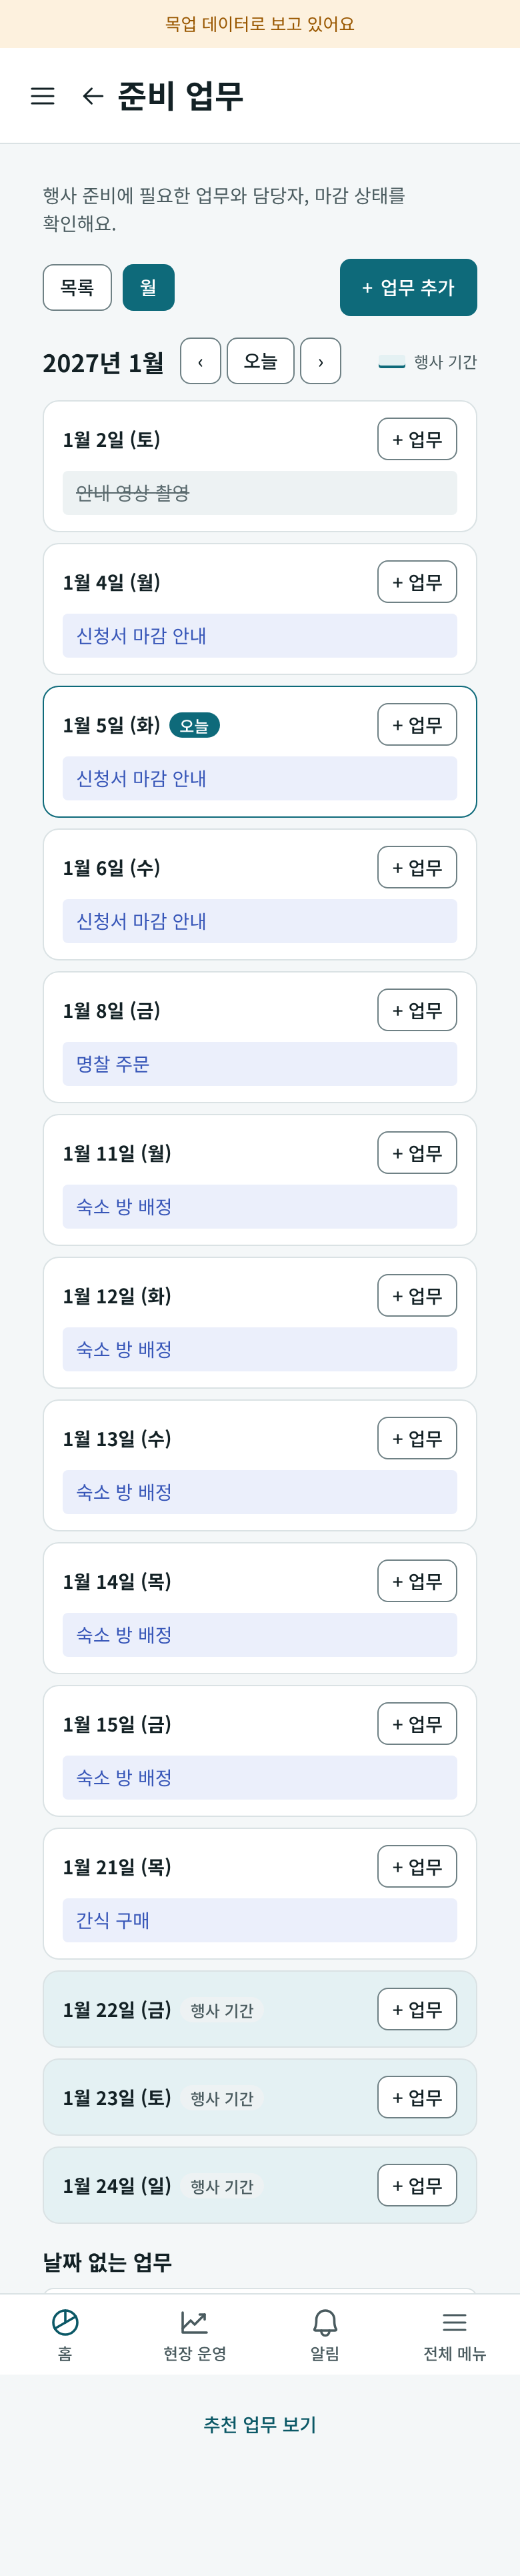 목업 데이터로 보고 있어요
준비 업무
행사 준비에 필요한 업무와 담당자, 마감 상태를
확인해요.
목록 월 + 업무 추가
2027년 1월 ‹ 오늘 › 행사 기간
1월 2일 (토) + 업무
안내 영상 촬영
1월 4일 (월) + 업무
신청서 마감 안내
1월 5일 (화) 오늘 + 업무
신청서 마감 안내
1월 6일 (수) + 업무
신청서 마감 안내
1월 8일 (금) + 업무
명찰 주문
1월 11일 (월) + 업무
숙소 방 배정
1월 12일 (화) + 업무
숙소 방 배정
1월 13일 (수) + 업무
숙소 방 배정
1월 14일 (목) + 업무
숙소 방 배정
1월 15일 (금) + 업무
숙소 방 배정
1월 21일 (목) + 업무
간식 구매
1월 22일 (금) 행사 기간 + 업무
1월 23일 (토) 행사 기간 + 업무
1월 24일 (일) 행사 기간 + 업무
날짜 없는 업무
홈 현장 운영 알림 전체 메뉴
추천 업무 보기